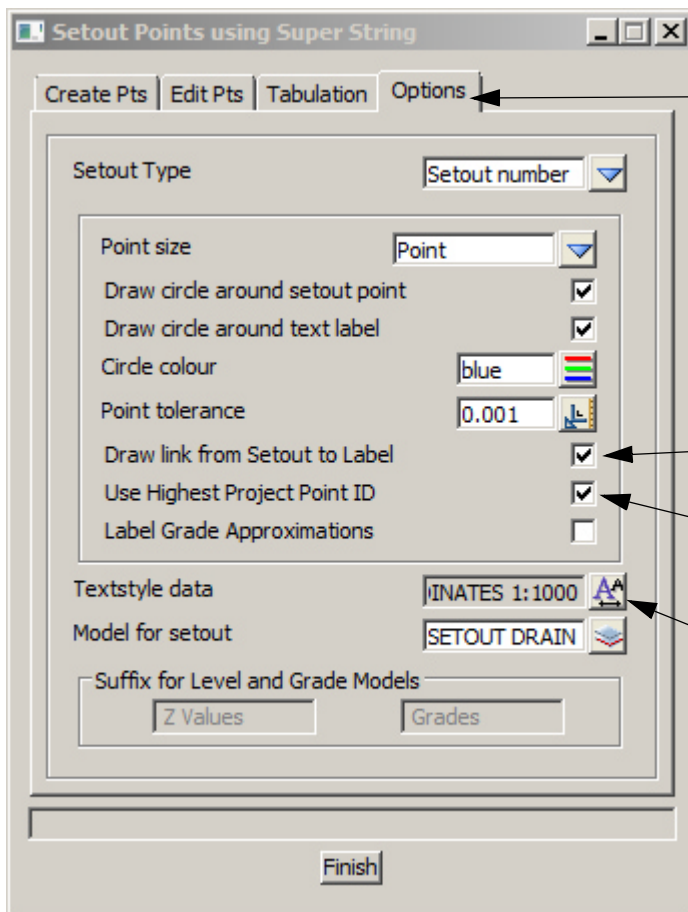 Setout Points using Super String
Create Pts Edit Pts Tabulation Options
Setout Type Setout number
Point size Point
Draw circle around setout point
Draw circle around text label
Circle colour blue
Point tolerance 0.001
Draw link from Setout to Label
Use Highest Project Point ID
Label Grade Approximations
Textstyle data INATES 1:1000
Model for setout SETOUT DRAIN
Suffix for Level and Grade Models
Z Values Grades
Finish